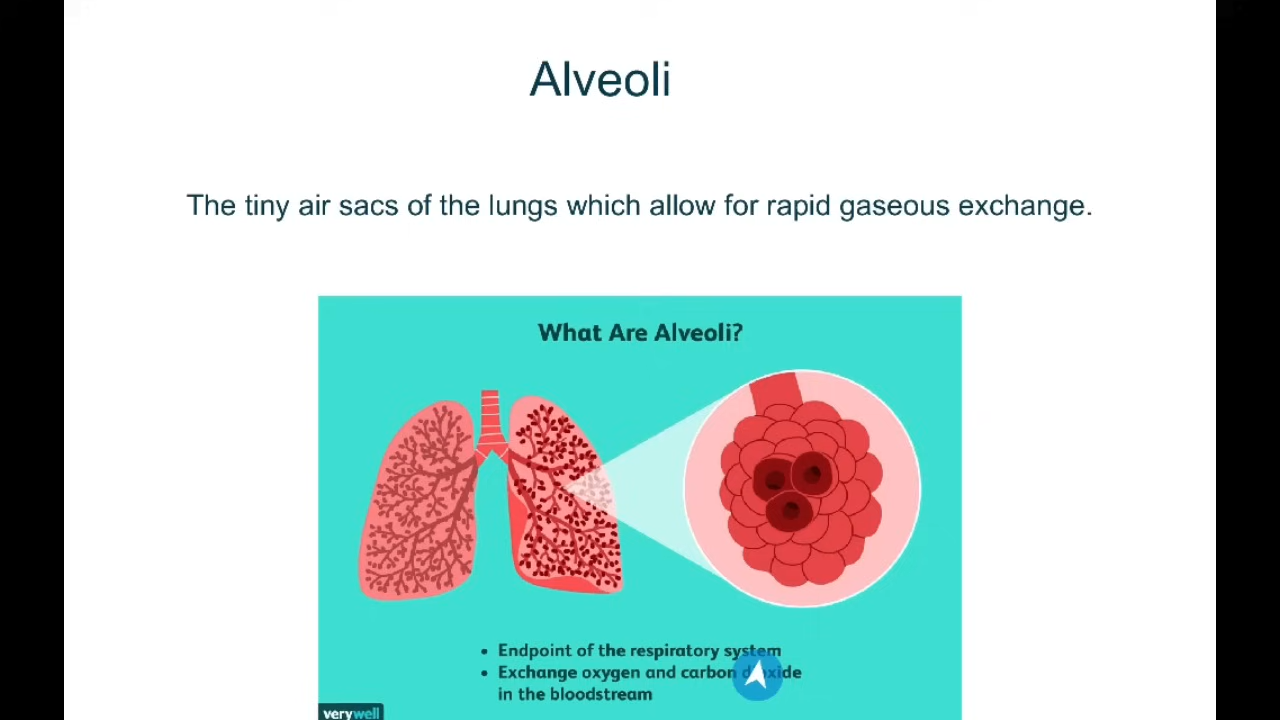 Alveoli
The tiny air sacs of the lungs which allow for rapid gaseous exchange.
What Are Alveoli?
• Endpoint of the respiratory system
• Exchange oxygen and carbon dioxide
in the bloodstream
verywell